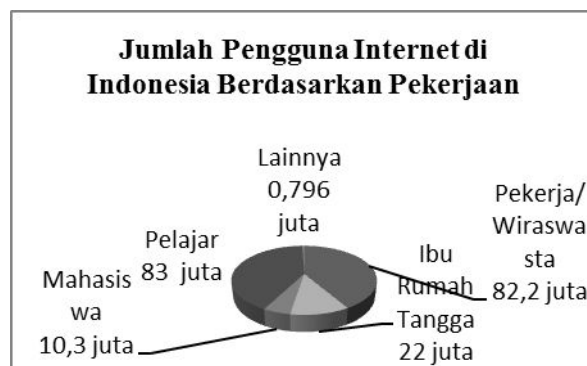 Jumlah Pengguna Internet di
Indonesia Berdasarkan Pekerjaan
Lainnya
0,796
juta
Pekerja/
Wiraswa
sta
82,2 juta
Ibu
Rumah
Tangga
22 juta
Mahasis
wa
10,3 juta
Pelajar
83 juta